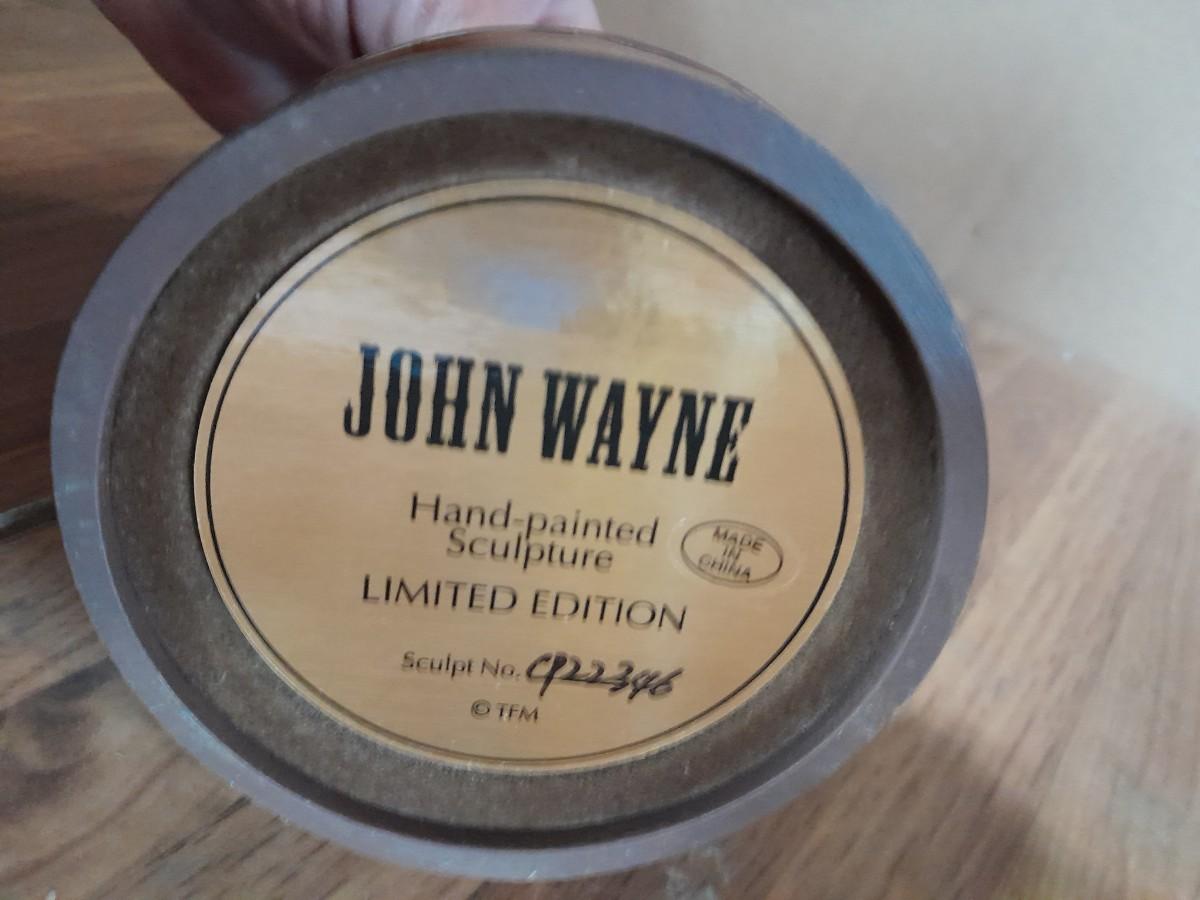 JOHN WAYNE
Hand-painted
Sculpture
MADE
IN
CHINA
LIMITED EDITION
Sculpt No. CP22346
© TFM